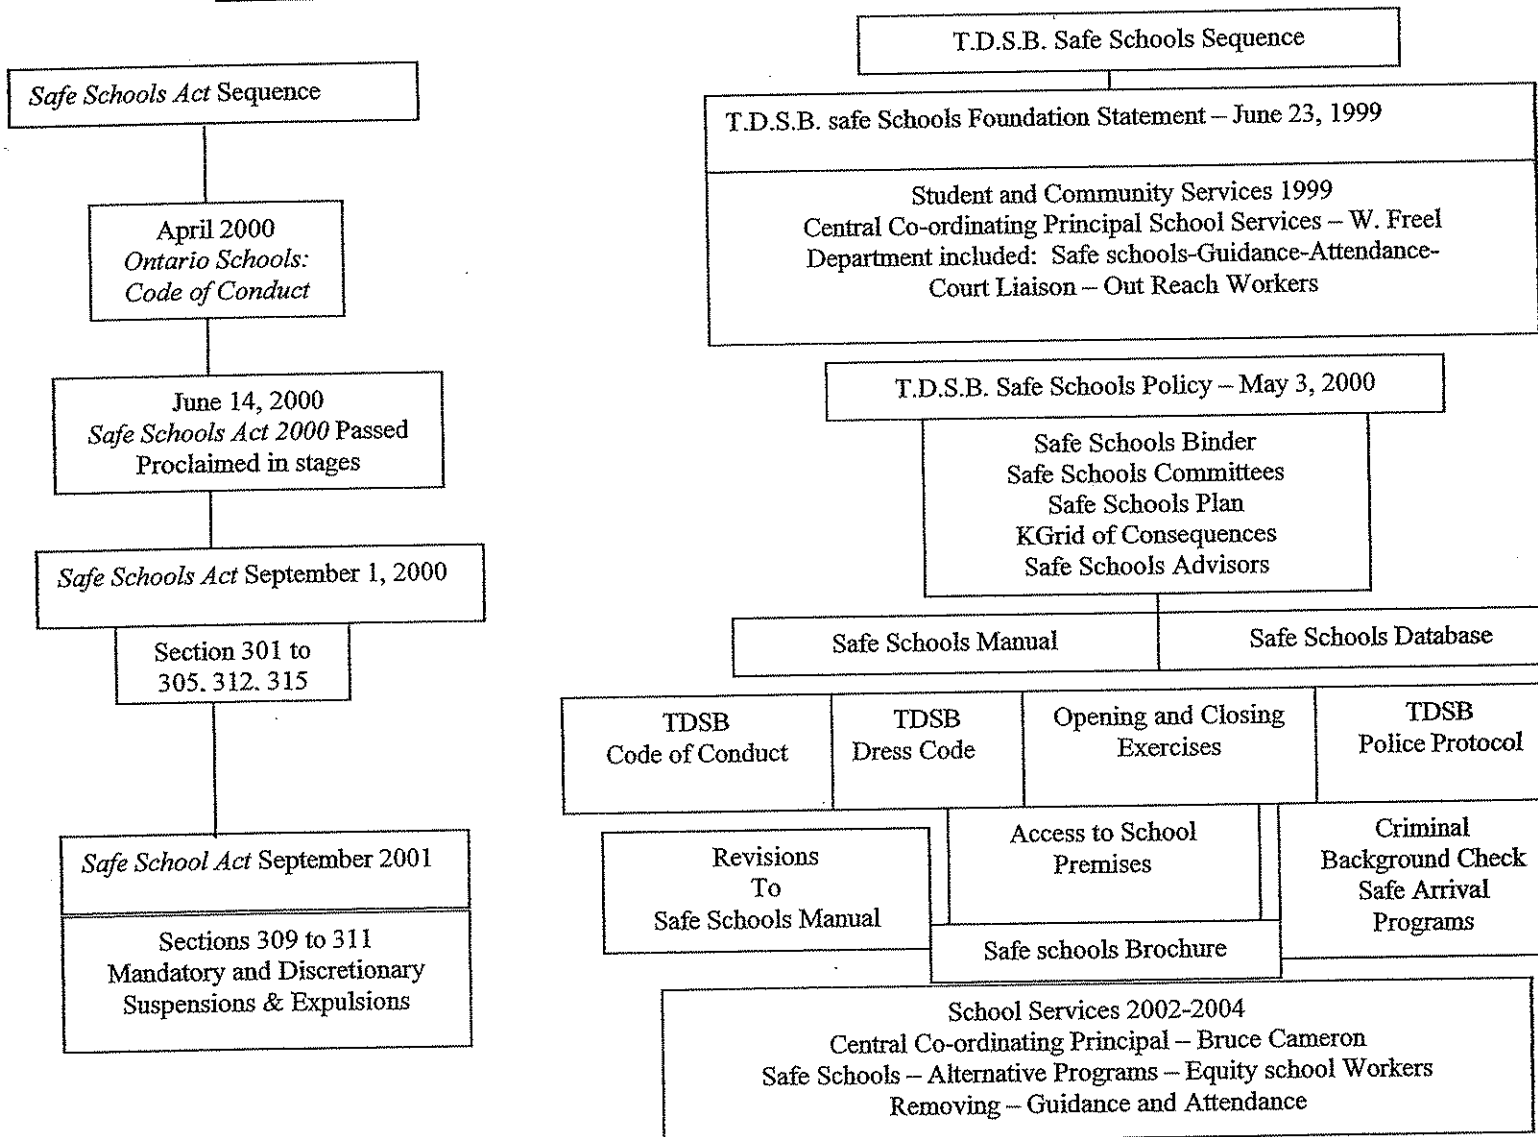 Safe Schools Act Sequence
April 2000
Ontario Schools:
Code of Conduct
June 14, 2000
Safe Schools Act 2000 Passed
Proclaimed in stages
Safe Schools Act September 1, 2000
Section 301 to
305. 312. 315
Safe School Act September 2001
Sections 309 to 311
Mandatory and Discretionary
Suspensions & Expulsions
T.D.S.B. Safe Schools Sequence
T.D.S.B. safe Schools Foundation Statement – June 23, 1999
Student and Community Services 1999
Central Co-ordinating Principal School Services – W. Freel
Department included: Safe schools-Guidance-Attendance-
Court Liaison – Out Reach Workers
T.D.S.B. Safe Schools Policy – May 3, 2000
Safe Schools Binder
Safe Schools Committees
Safe Schools Plan
KGrid of Consequences
Safe Schools Advisors
Safe Schools Manual
Safe Schools Database
TDSB
Code of Conduct
TDSB
Dress Code
Opening and Closing
Exercises
TDSB
Police Protocol
Revisions
To
Safe Schools Manual
Access to School
Premises
Criminal
Background Check
Safe Arrival
Programs
Safe schools Brochure
School Services 2002-2004
Central Co-ordinating Principal – Bruce Cameron
Safe Schools – Alternative Programs – Equity school Workers
Removing – Guidance and Attendance